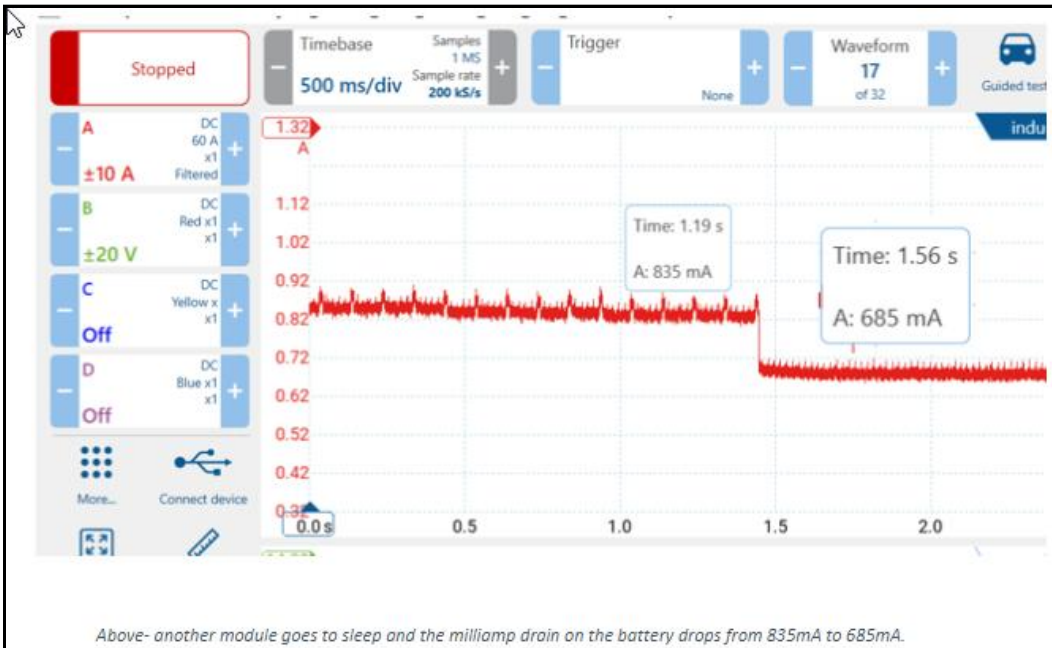 Stopped
Timebase
500 ms/div
Samples
1 MS
Sample rate
200 kS/s
Trigger
None
Waveform
17
of 32
Guided test
A
±10 A
DC
60 A
x1
Filtered
B
±20 V
DC
Red x1
x1
C
Off
DC
Yellow x
x1
D
Off
DC
Blue x1
x1
More...
Connect device
indu
1.32
A
1.12
1.02
0.92
0.82
0.72
0.62
0.52
0.42
0.32
0.0 s
0.5
1.0
1.5
2.0
Time: 1.19 s
A: 835 mA
Time: 1.56 s
A: 685 mA
Above- another module goes to sleep and the milliamp drain on the battery drops from 835mA to 685mA.